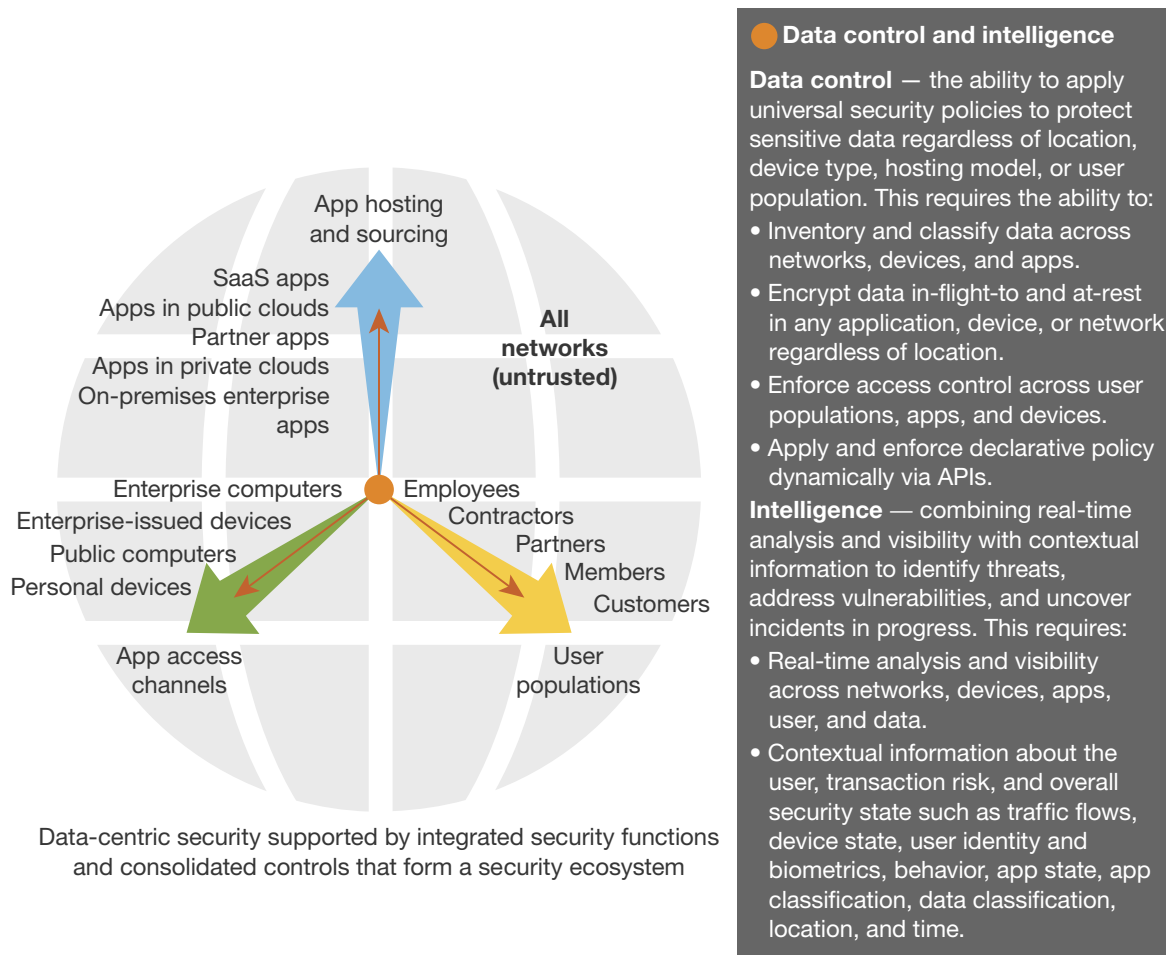 App hosting
and sourcing
SaaS apps
Apps in public clouds
Partner apps
Apps in private clouds
On-premises enterprise
apps
All
networks
(untrusted)
Enterprise computers
Enterprise-issued devices
Public computers
Personal devices
App access
channels
Employees
Contractors
Partners
Members
Customers
User
populations
Data-centric security supported by integrated security functions
and consolidated controls that form a security ecosystem
Data control and intelligence
Data control — the ability to apply
universal security policies to protect
sensitive data regardless of location,
device type, hosting model, or user
population. This requires the ability to:
• Inventory and classify data across
networks, devices, and apps.
• Encrypt data in-flight-to and at-rest
in any application, device, or network
regardless of location.
• Enforce access control across user
populations, apps, and devices.
• Apply and enforce declarative policy
dynamically via APIs.
Intelligence — combining real-time
analysis and visibility with contextual
information to identify threats,
address vulnerabilities, and uncover
incidents in progress. This requires:
• Real-time analysis and visibility
across networks, devices, apps,
user, and data.
• Contextual information about the
user, transaction risk, and overall
security state such as traffic flows,
device state, user identity and
biometrics, behavior, app state, app
classification, data classification,
location, and time.